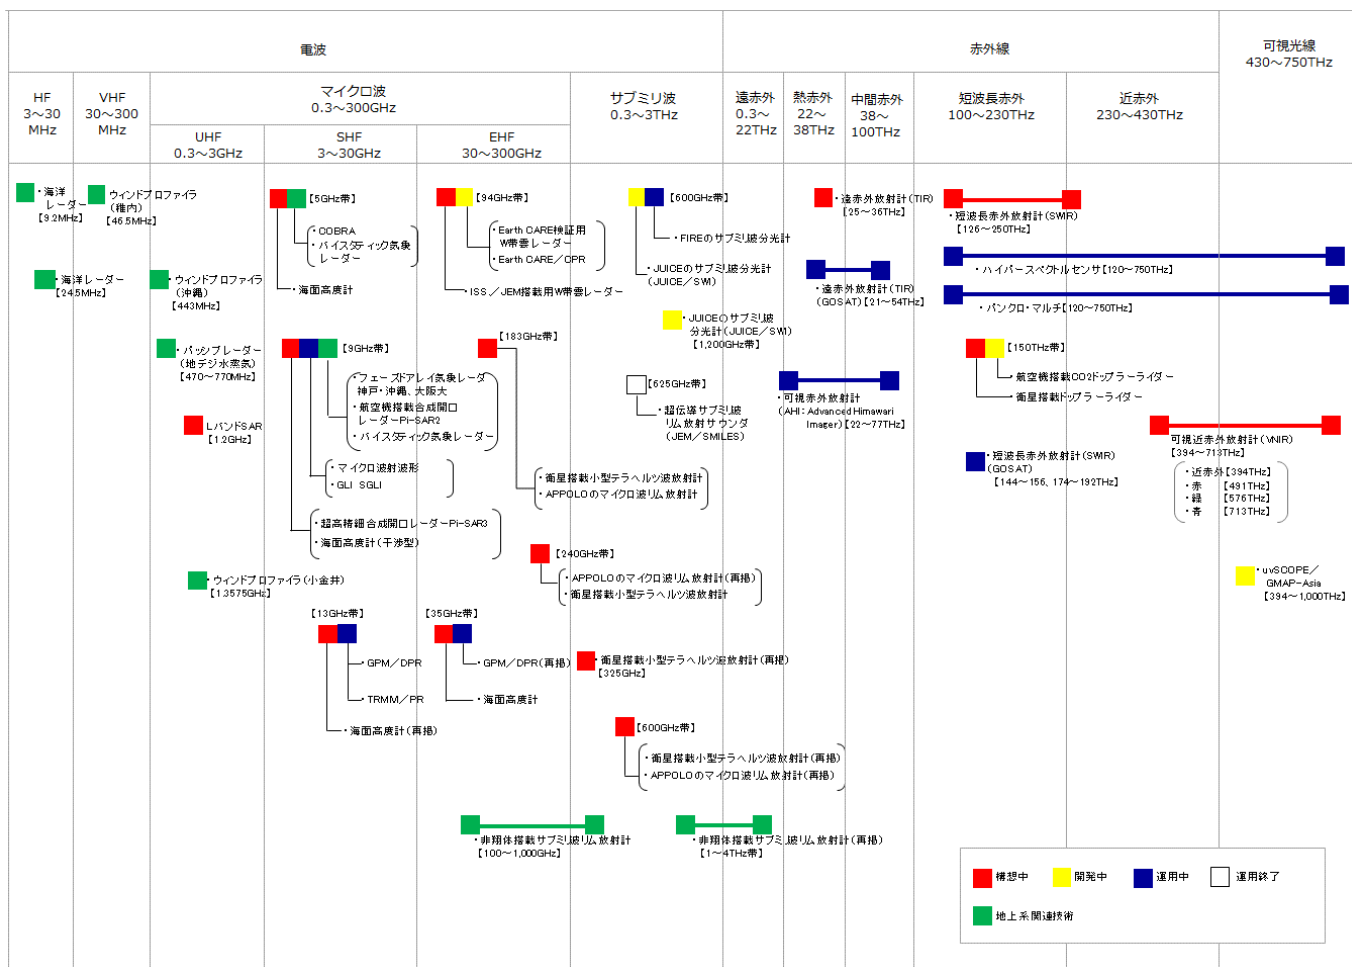 電波
赤外線
可視光線
430～750THz
HF
3～30
MHz
VHF
30～300
MHz
マイクロ波
0.3～300GHz
サブミリ波
0.3～3THz
遠赤外
0.3～
22THz
熱赤外
22～
38THz
中間赤外
38～
100THz
短波長赤外
100～230THz
近赤外
230～430THz
UHF
0.3～3GHz
SHF
3～30GHz
EHF
30～300GHz
・海洋
レーダー
【9.2MHz】
ウィンドプロファイラ
(稚内)
【46.5MHz】
・海洋レーダー
【24.5MHz】
・ウィンドプロファイラ
(沖縄)
【443MHz】
・パッシブレーダー
(地デジ水蒸気)
【470～770MHz】
・LバンドSAR
【1.2GHz】
・ウィンドプロファイラ(小金井)
【1.3575GHz】
【5GHz帯】
・COBRA
・バイスタティック気象
レーダー
・海面高度計
【9GHz帯】
・フェーズドアレイ気象レーダ
神戸・沖縄、大阪大
・航空機搭載合成開口
レーダーPi-SAR2
・バイスタティック気象レーダー
・マイクロ波射波形
・GLI SGLI
・超高精細合成開口レーダーPi-SAR3
・海面高度計(干渉型)
【13GHz帯】
・GPM／DPR
・TRMM／PR
・海面高度計(再掲)
【94GHz帯】
・Earth CARE検証用
W帯雲レーダー
・Earth CARE／CPR
・ISS／JEM搭載用W帯雲レーダー
【183GHz帯】
・衛星搭載小型テラヘルツ波放射計
・APPOLOのマイクロ波リム放射計
【240GHz帯】
・APPOLOのマイクロ波リム放射計(再掲)
・衛星搭載小型テラヘルツ波放射計
【35GHz帯】
・GPM／DPR(再掲)
・海面高度計
・衛星搭載小型テラヘルツ波放射計(再掲)
【325GHz】
【600GHz帯】
・FIREのサブミリ波分光計
・JUICEのサブミリ波分光計
(JUICE／SWI)
・JUICEのサブミリ波
分光計(JUICE／SWI)
【1,200GHz帯】
【625GHz帯】
・超伝導サブミリ波
リム放射サウンダ
(JEM／SMILES)
【600GHz帯】
・衛星搭載小型テラヘルツ波放射計(再掲)
・APPOLOのマイクロ波リム放射計(再掲)
・非翔体搭載サブミリ波リム放射計
【100～1,000GHz】
・非翔体搭載サブミリ波リム放射計(再掲)
【1～4THz帯】
・遠赤外放射計(TIR)
【25～36THz】
・遠赤外放射計(TIR)
(GOSAT)【21～54THz】
・可視赤外放射計
(AHI：Advanced Himawari
Imager)【22～77THz】
・短波長赤外放射計(SWIR)
【126～250THz】
・ハイパースペクトルセンサ【120～750THz】
・パンクロ・マルチ【120～750THz】
【150THz帯】
・航空機搭載CO2ドップラーライダー
・衛星搭載ドップラーライダー
・短波長赤外放射計(SWIR)
(GOSAT)
【144～156、174～192THz】
可視近赤外放射計(VNIR)
【394～713THz】
・近赤外【394THz】
・赤 【491THz】
・緑 【576THz】
・青 【713THz】
・uvSCOPE／
GMAP-Asia
【394～1,000THz】
構想中
開発中
運用中
運用終了
地上系関連技術